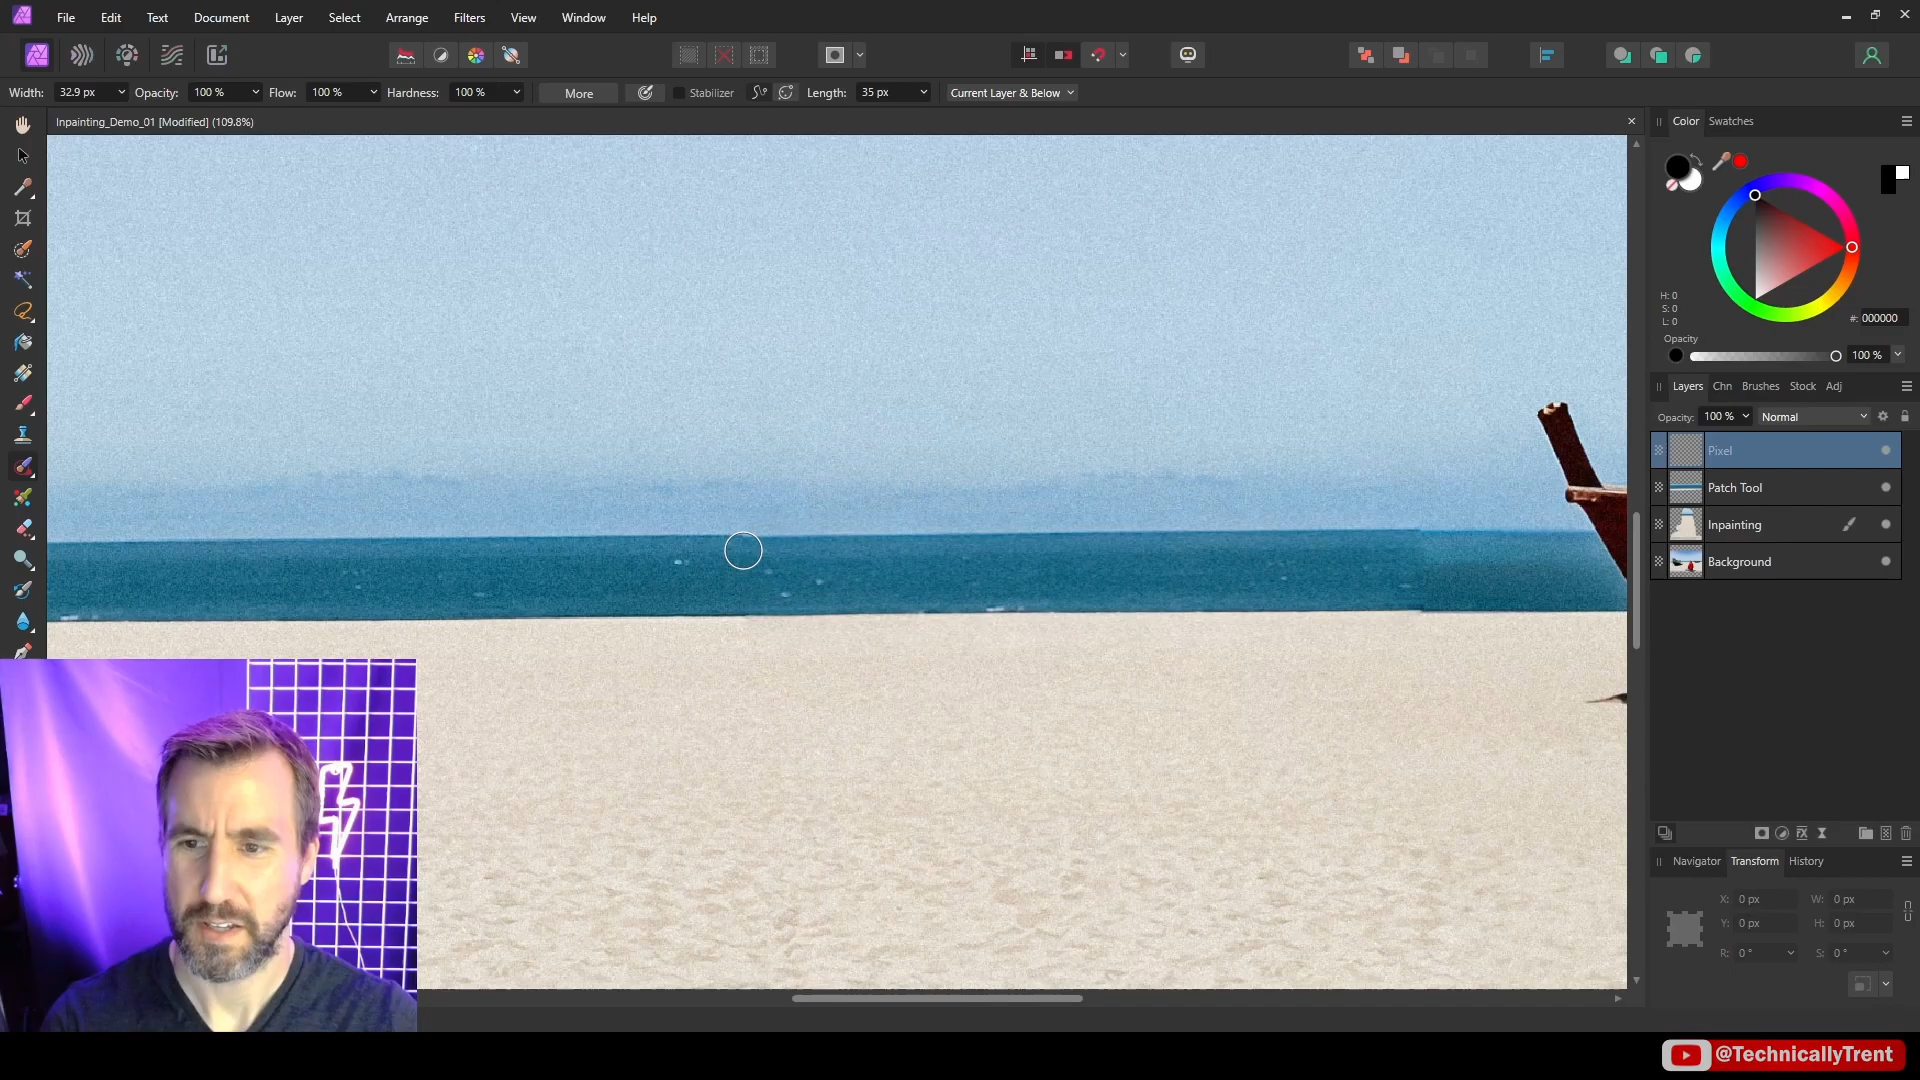 File Edit Text Document Layer Select Arrange Filters View Window Help
Width: 32.9 px Opacity: 100 % Flow: 100 % Hardness: 100 % More Stabilizer Length: 35 px Current Layer & Below
Inpainting_Demo_01 [Modified] (109.8%)
Color Swatches
H: 0
S: 0
L: 0
#: 000000
Opacity
100 %
Layers Chn Brushes Stock Adj
Opacity: 100 % Normal
Pixel
Patch Tool
Inpainting
Background
Navigator Transform History
X: 0 px W: 0 px
Y: 0 px H: 0 px
R: 0 ° S: 0 °
@TechnicallyTrent